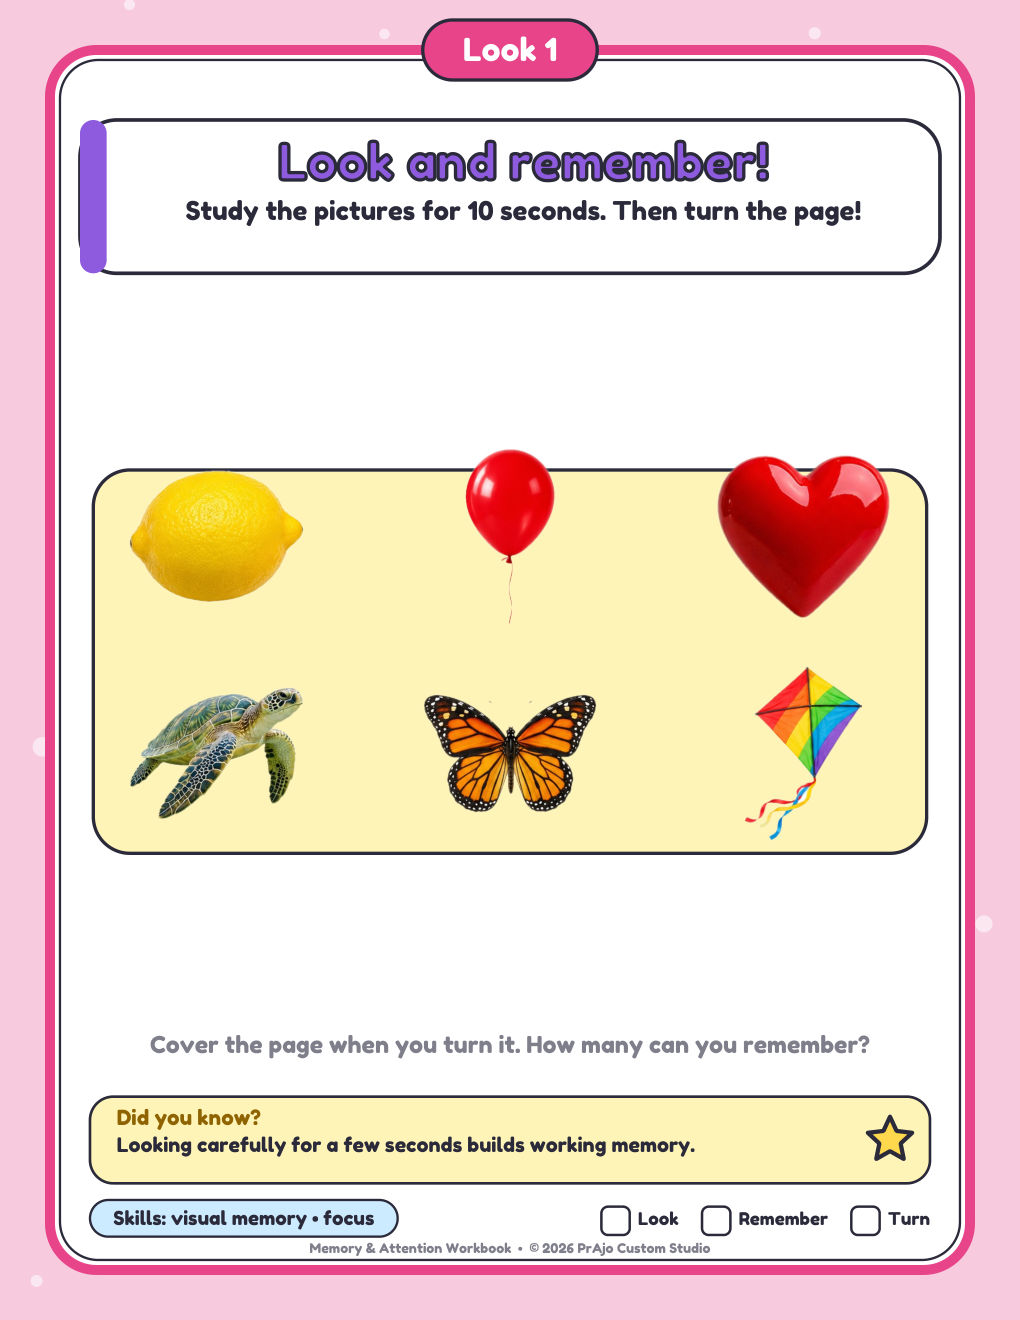 Look 1
Look and remember!
Study the pictures for 10 seconds. Then turn the page!
Cover the page when you turn it. How many can you remember?
Did you know?
Looking carefully for a few seconds builds working memory.
Skills: visual memory • focus
Look
Remember
Turn
Memory & Attention Workbook • © 2026 PrAjo Custom Studio